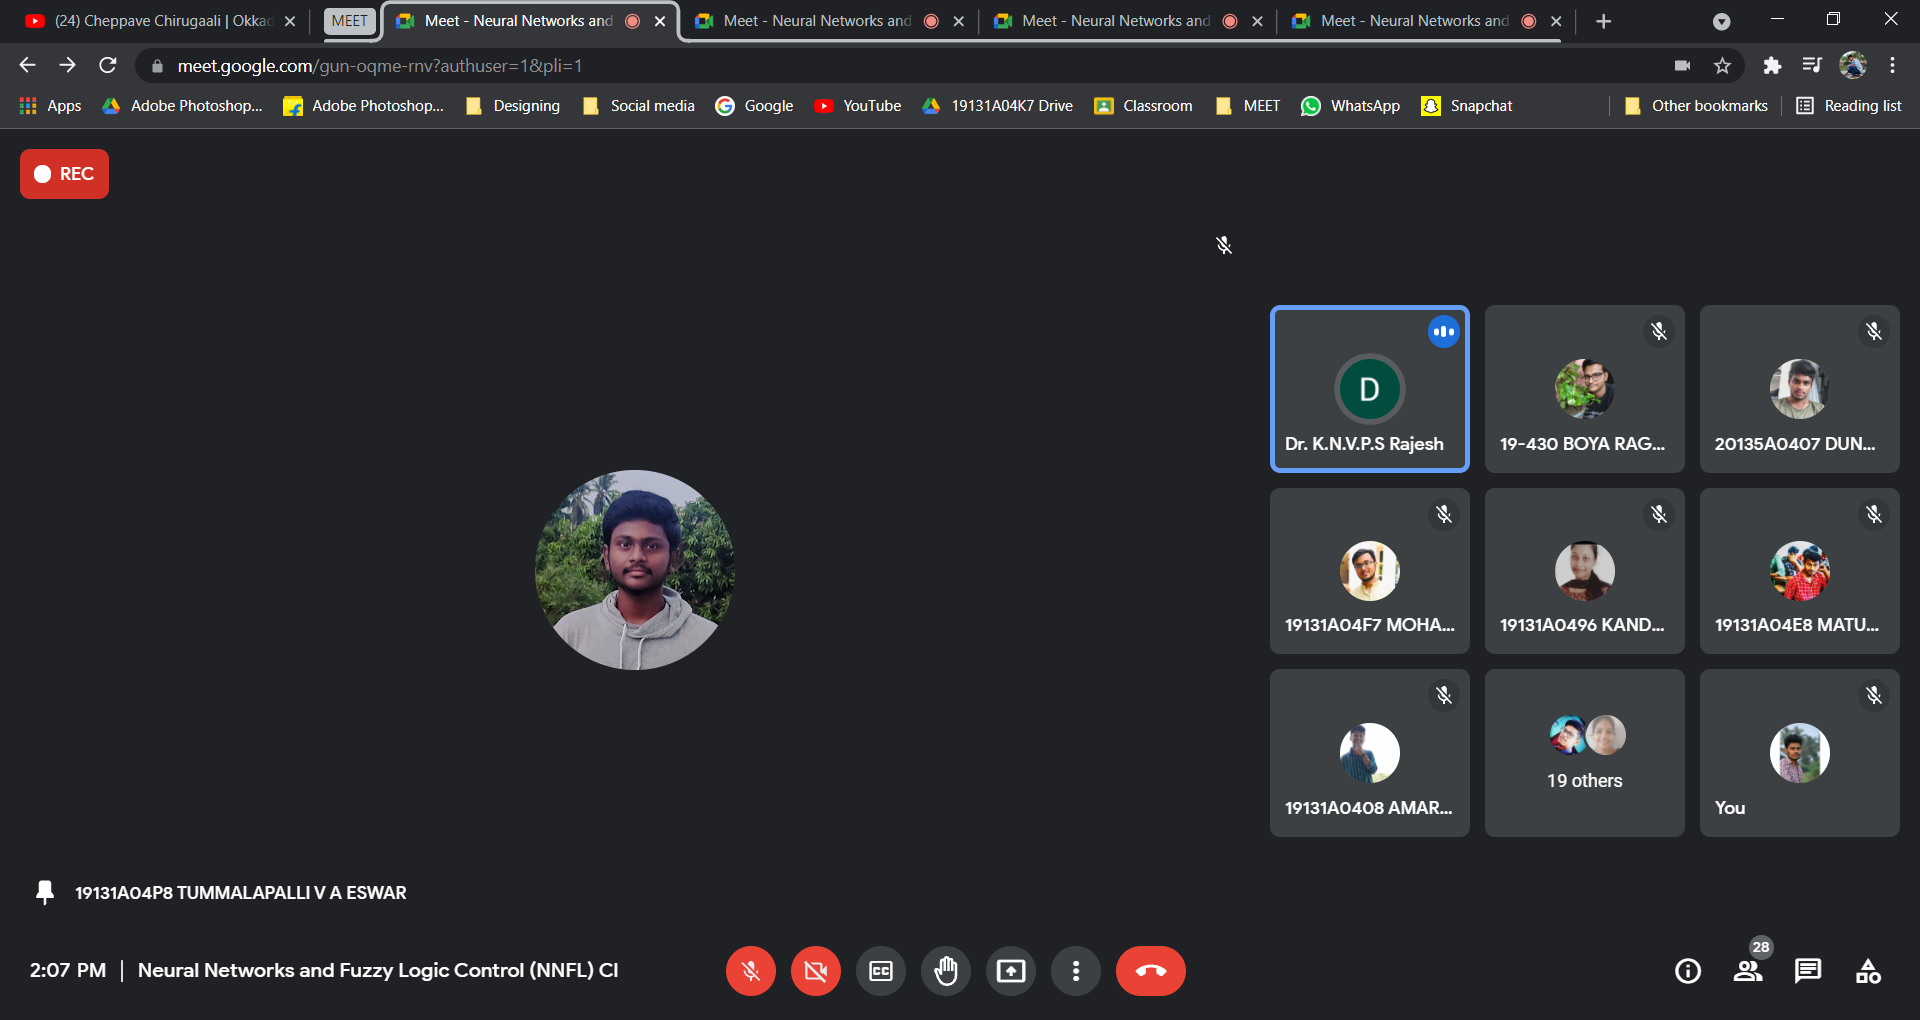 (24) Cheppave Chirugaali | Okkad
MEET
Meet - Neural Networks and
Meet - Neural Networks and
Meet - Neural Networks and
Meet - Neural Networks and
meet.google.com/gun-oqme-rnv?authuser=1&pli=1
Apps
Adobe Photoshop...
Adobe Photoshop...
Designing
Social media
Google
YouTube
19131A04K7 Drive
Classroom
MEET
WhatsApp
Snapchat
Other bookmarks
Reading list
REC
D
Dr. K.N.V.P.S Rajesh
19-430 BOYA RAG...
20135A0407 DUN...
19131A04F7 MOHA...
19131A0496 KAND...
19131A04E8 MATU...
19131A0408 AMAR...
19 others
You
19131A04P8 TUMMALAPALLI V A ESWAR
2:07 PM | Neural Networks and Fuzzy Logic Control (NNFL) Cl
CC
28